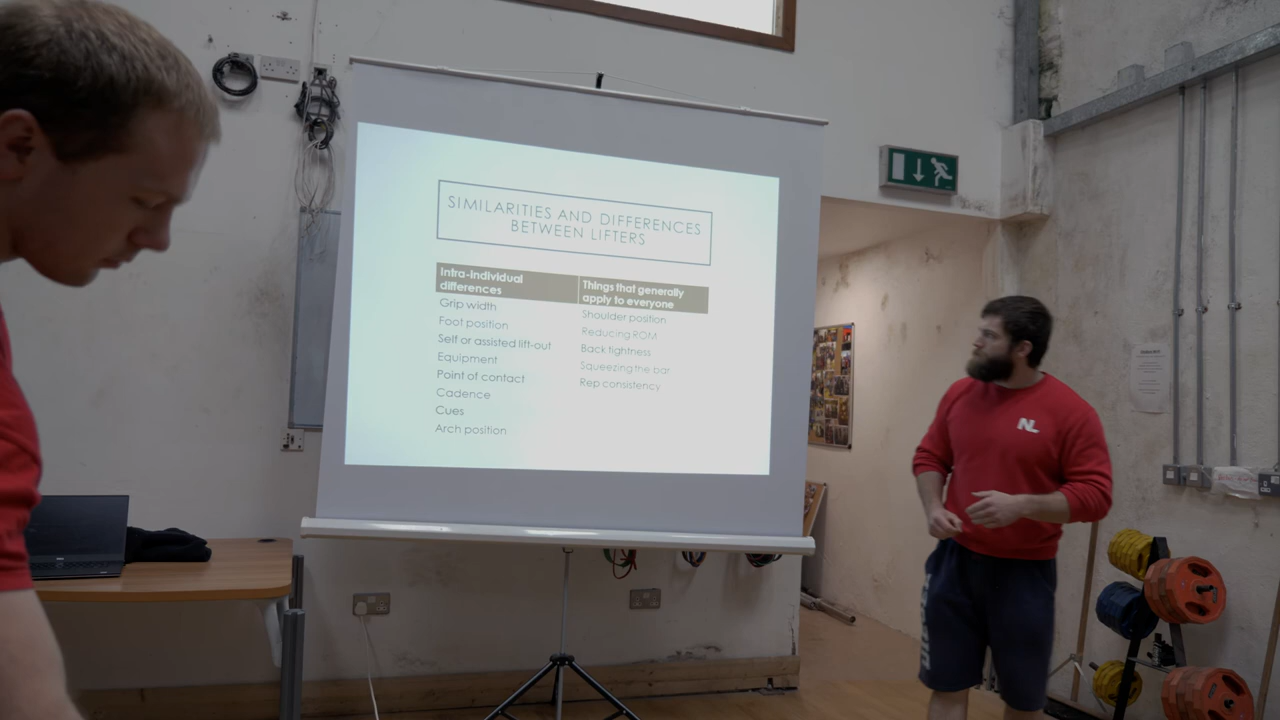 SIMILARITIES AND DIFFERENCES
BETWEEN LIFTERS
Intra-individual
differences
Things that generally
apply to everyone
Grip width
Shoulder position
Foot position
Reducing ROM
Self or assisted lift-out
Back tightness
Equipment
Squeezing the bar
Point of contact
Rep consistency
Cadence
Cues
Arch position
NL